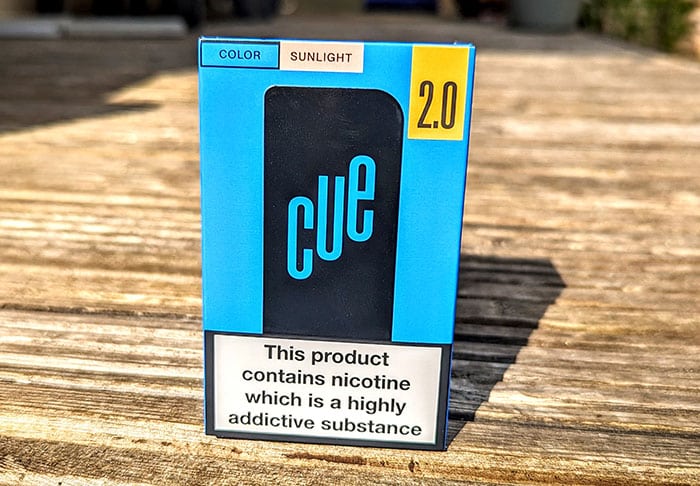 COLOR SUNLIGHT
2.0
cue
This product
contains nicotine
which is a highly
addictive substance